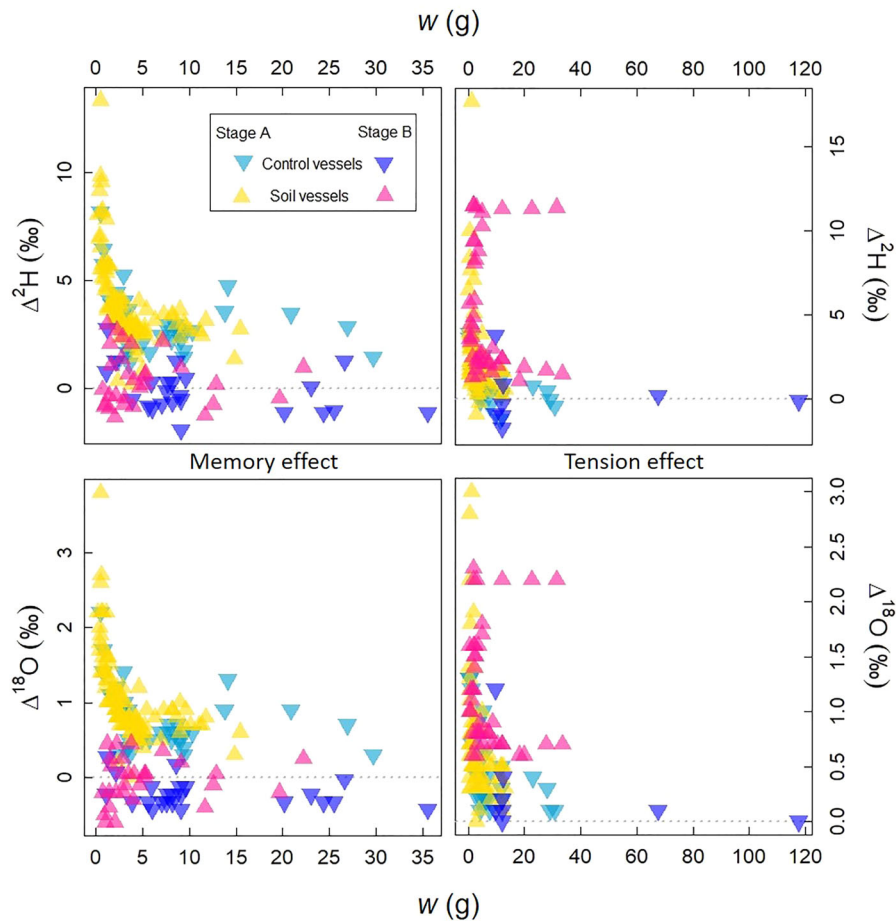 w (g)
0 5 10 15 20 25 30 35
0 20 40 60 80 100 120
Stage A Stage B
Control vessels
Soil vessels
Δ²H (‰)
10
5
0
Δ²H (‰)
15
10
5
0
Memory effect
Tension effect
Δ¹⁸O (‰)
3
2
1
0
Δ¹⁸O (‰)
3.0
2.5
2.0
1.5
1.0
0.5
0.0
0 5 10 15 20 25 30 35
0 20 40 60 80 100 120
w (g)